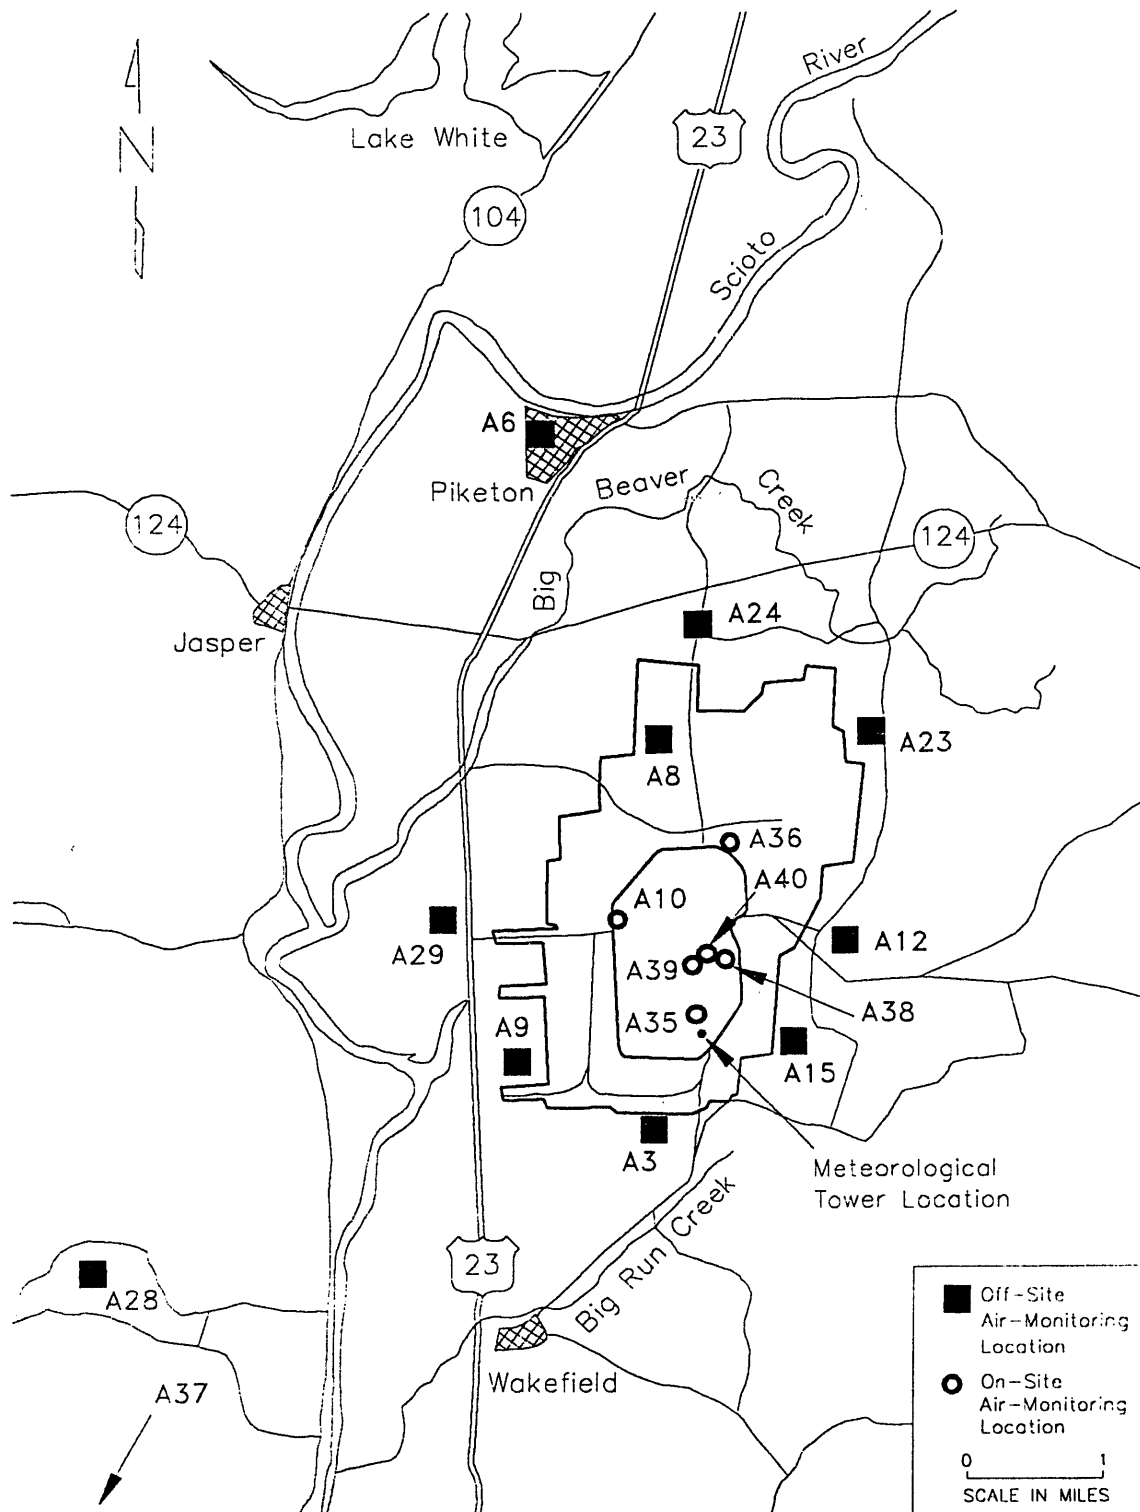 River
Lake White
23
N
104
Scioto
A6
Piketon
Beaver
Creek
124
124
Big
A24
Jasper
A23
A8
A36
A40
A10
A12
A29
A39
A38
A35
A9
A15
A3
Meteorological
Tower Location
23
Big Run Creek
A28
Off-Site
Air-Monitoring
Location
Wakefield
On-Site
Air-Monitoring
Location
A37
0 1
SCALE IN MILES